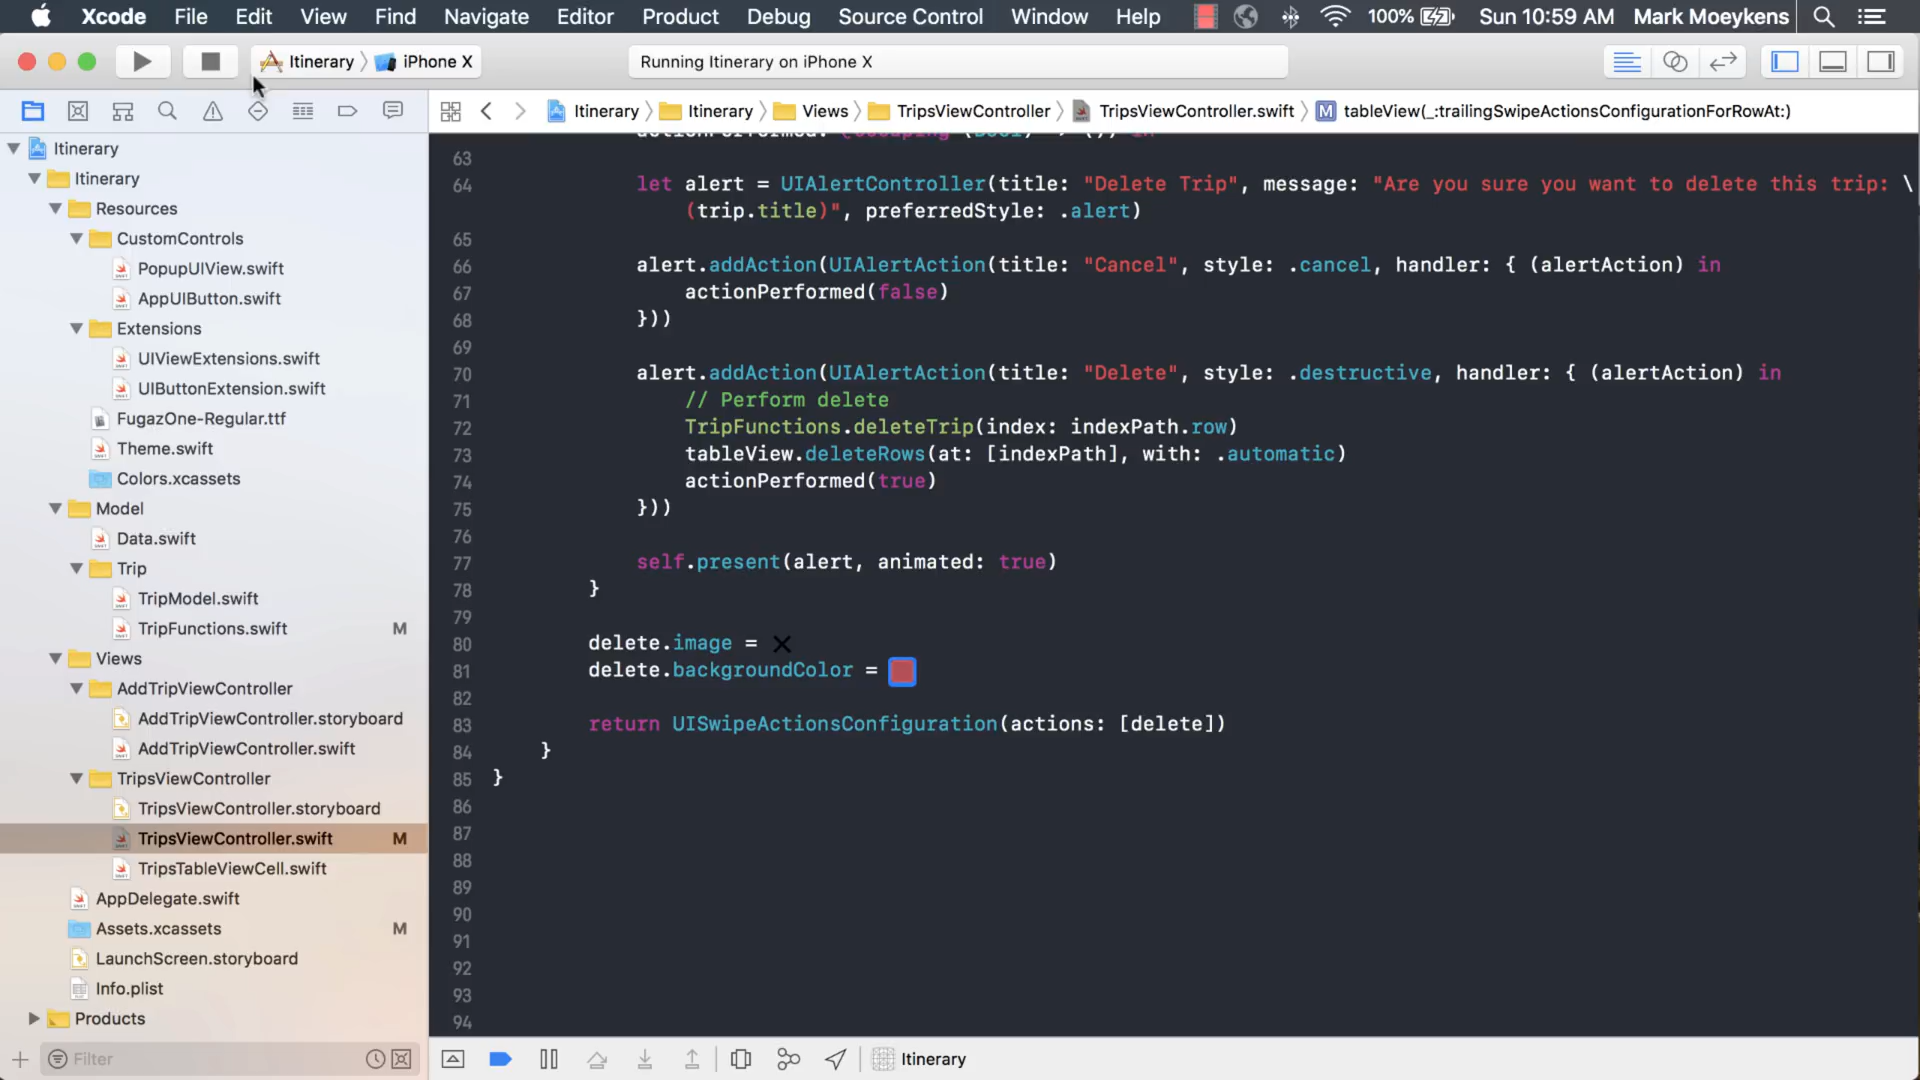 Xcode File Edit View Find Navigate Editor Product Debug Source Control Window Help 100% Sun 10:59 AM Mark Moeykens
Itinerary iPhone X Running Itinerary on iPhone X
Itinerary Itinerary Views TripsViewController TripsViewController.swift M tableView(_:trailingSwipeActionsConfigurationForRowAt:)
Itinerary
Itinerary
Resources
CustomControls
PopupUIView.swift
AppUIButton.swift
Extensions
UIViewExtensions.swift
UIButtonExtension.swift
FugazOne-Regular.ttf
Theme.swift
Colors.xcassets
Model
Data.swift
Trip
TripModel.swift
TripFunctions.swift M
Views
AddTripViewController
AddTripViewController.storyboard
AddTripViewController.swift
TripsViewController
TripsViewController.storyboard
TripsViewController.swift M
TripsTableViewCell.swift
AppDelegate.swift
Assets.xcassets M
LaunchScreen.storyboard
Info.plist
Products
Filter
actionPerformed: @escaping (Bool) -> ()) in
63
64 let alert = UIAlertController(title: "Delete Trip", message: "Are you sure you want to delete this trip: \
(trip.title)", preferredStyle: .alert)
65
66 alert.addAction(UIAlertAction(title: "Cancel", style: .cancel, handler: { (alertAction) in
67 actionPerformed(false)
68 }))
69
70 alert.addAction(UIAlertAction(title: "Delete", style: .destructive, handler: { (alertAction) in
71 // Perform delete
72 TripFunctions.deleteTrip(index: indexPath.row)
73 tableView.deleteRows(at: [indexPath], with: .automatic)
74 actionPerformed(true)
75 }))
76
77 self.present(alert, animated: true)
78 }
79
80 delete.image =
81 delete.backgroundColor =
82
83 return UISwipeActionsConfiguration(actions: [delete])
84 }
85 }
86
87
88
89
90
91
92
93
94
Itinerary